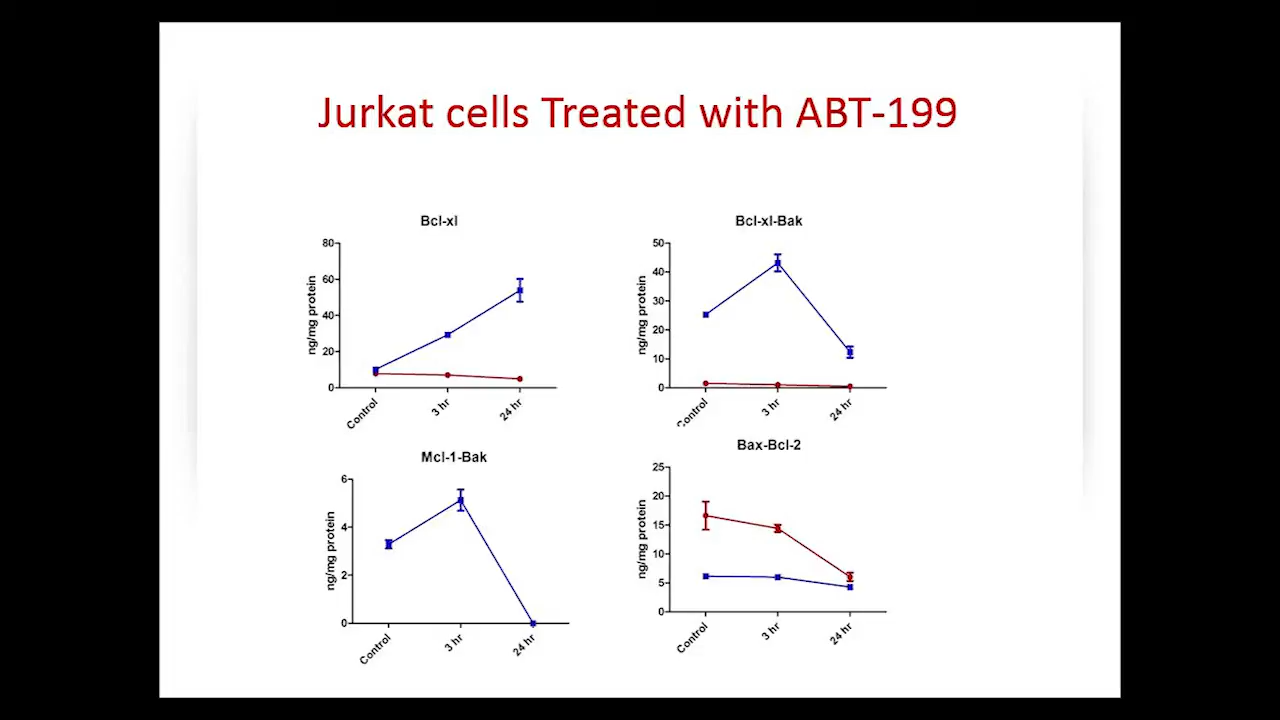 Jurkat cells Treated with ABT-199
Bcl-xl
80
60
40
20
0
ng/mg protein
Control
3 hr
24 hr
Bcl-xl-Bak
50
40
30
20
10
0
ng/mg protein
Control
3 hr
24 hr
Mcl-1-Bak
6
4
2
0
ng/mg protein
Control
3 hr
24 hr
Bax-Bcl-2
25
20
15
10
5
0
ng/mg protein
Control
3 hr
24 hr